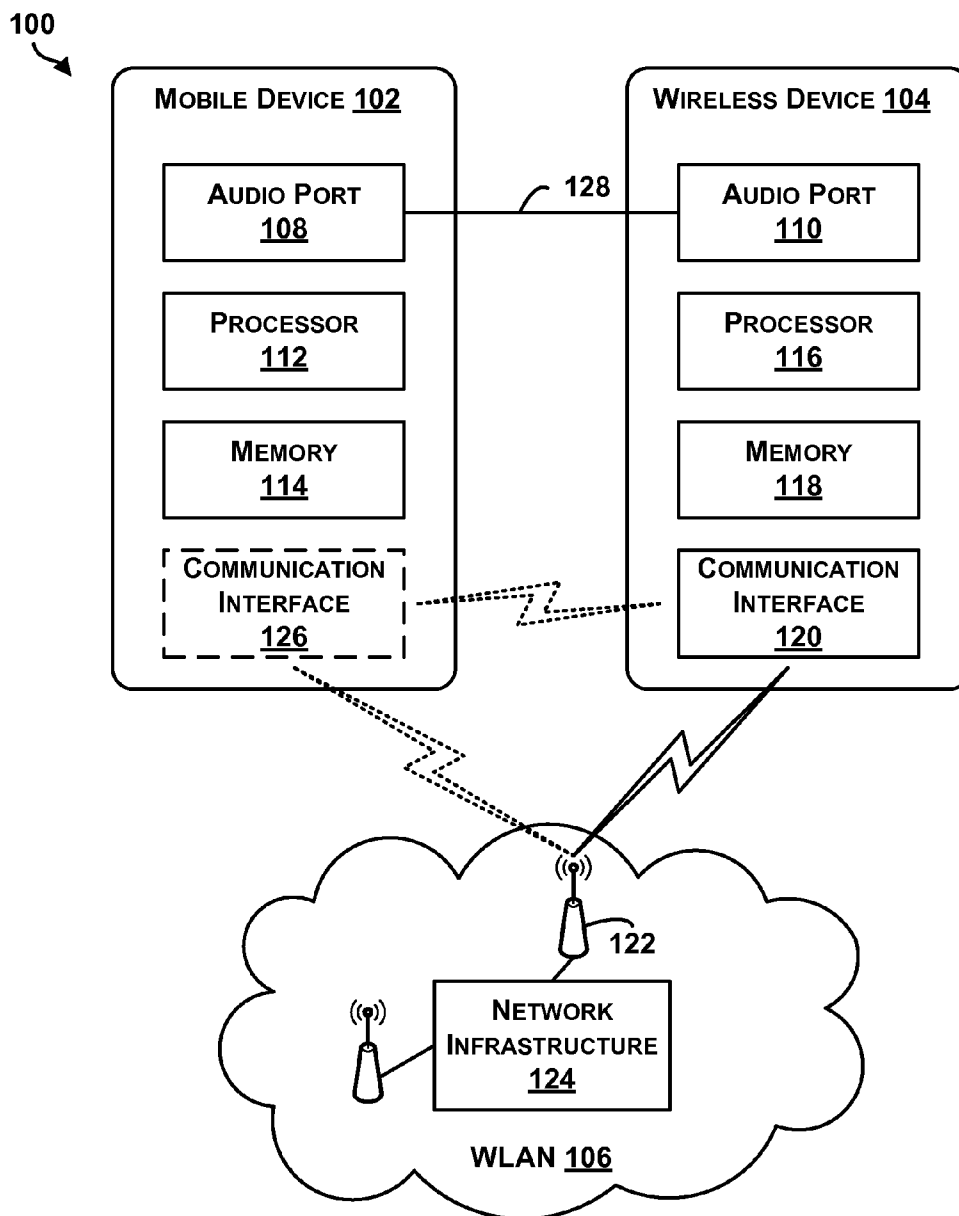 100
MOBILE DEVICE 102
WIRELESS DEVICE 104
AUDIO PORT
108
128
AUDIO PORT
110
PROCESSOR
112
PROCESSOR
116
MEMORY
114
MEMORY
118
COMMUNICATION
INTERFACE
126
COMMUNICATION
INTERFACE
120
122
NETWORK
INFRASTRUCTURE
124
WLAN 106